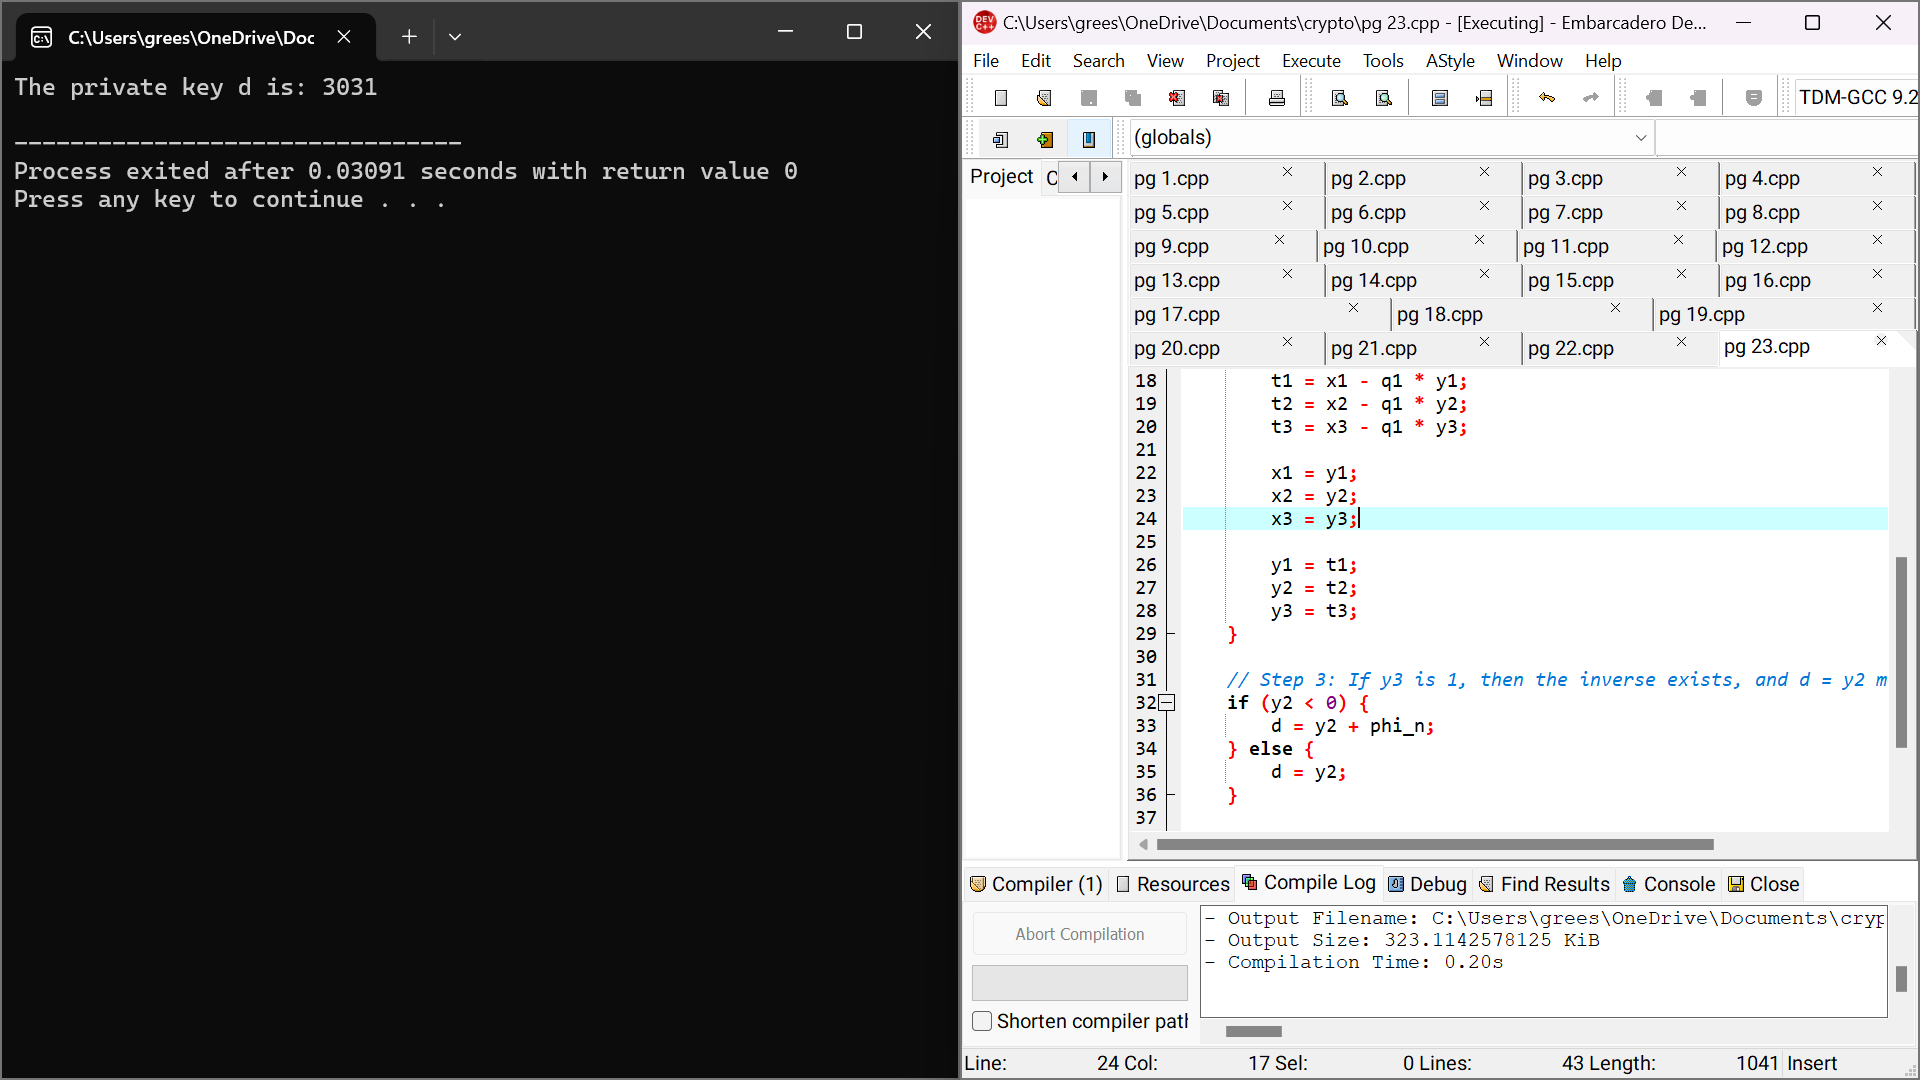 C:\Users\grees\OneDrive\Doc
The private key d is: 3031
--------------------------------
Process exited after 0.03091 seconds with return value 0
Press any key to continue . . .
C:\Users\grees\OneDrive\Documents\crypto\pg 23.cpp - [Executing] - Embarcadero De...
File Edit Search View Project Execute Tools AStyle Window Help
TDM-GCC 9.2
(globals)
Project
pg 1.cpp pg 2.cpp pg 3.cpp pg 4.cpp
pg 5.cpp pg 6.cpp pg 7.cpp pg 8.cpp
pg 9.cpp pg 10.cpp pg 11.cpp pg 12.cpp
pg 13.cpp pg 14.cpp pg 15.cpp pg 16.cpp
pg 17.cpp pg 18.cpp pg 19.cpp
pg 20.cpp pg 21.cpp pg 22.cpp pg 23.cpp
18 t1 = x1 - q1 * y1;
19 t2 = x2 - q1 * y2;
20 t3 = x3 - q1 * y3;
21
22 x1 = y1;
23 x2 = y2;
24 x3 = y3;
25
26 y1 = t1;
27 y2 = t2;
28 y3 = t3;
29 }
30
31 // Step 3: If y3 is 1, then the inverse exists, and d = y2 m
32 if (y2 < 0) {
33 d = y2 + phi_n;
34 } else {
35 d = y2;
36 }
37
Compiler (1) Resources Compile Log Debug Find Results Console Close
Abort Compilation
Shorten compiler path
- Output Filename: C:\Users\grees\OneDrive\Documents\cryp
- Output Size: 323.1142578125 KiB
- Compilation Time: 0.20s
Line: 24 Col: 17 Sel: 0 Lines: 43 Length: 1041 Insert